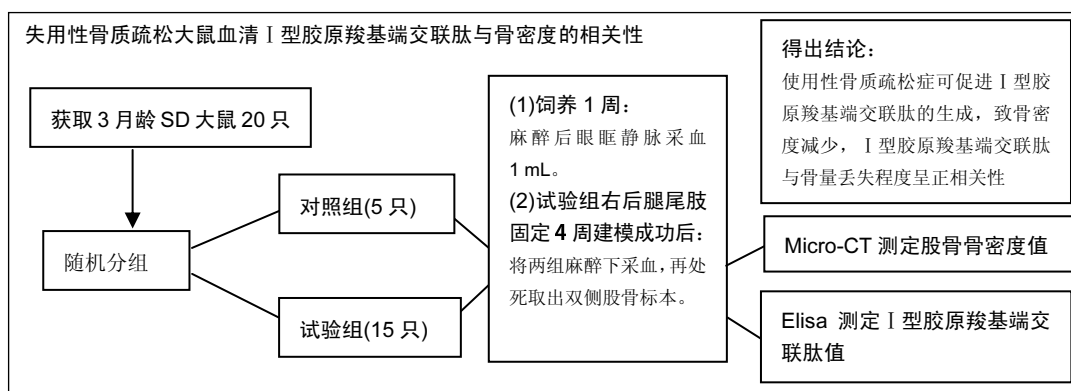 失用性骨质疏松大鼠血清Ⅰ型胶原羧基端交联肽与骨密度的相关性
获取 3 月龄 SD 大鼠 20 只
随机分组
对照组(5 只)
试验组(15 只)
(1)饲养 1 周：
麻醉后眼眶静脉采血
1 mL。
(2)试验组右后腿尾肢
固定 4 周建模成功后：
将两组麻醉下采血，再处
死取出双侧股骨标本。
得出结论：
使用性骨质疏松症可促进Ⅰ型胶
原羧基端交联肽的生成，致骨密
度减少，Ⅰ型胶原羧基端交联肽
与骨量丢失程度呈正相关性
Micro-CT 测定股骨骨密度值
Elisa 测定Ⅰ型胶原羧基端交
联肽值